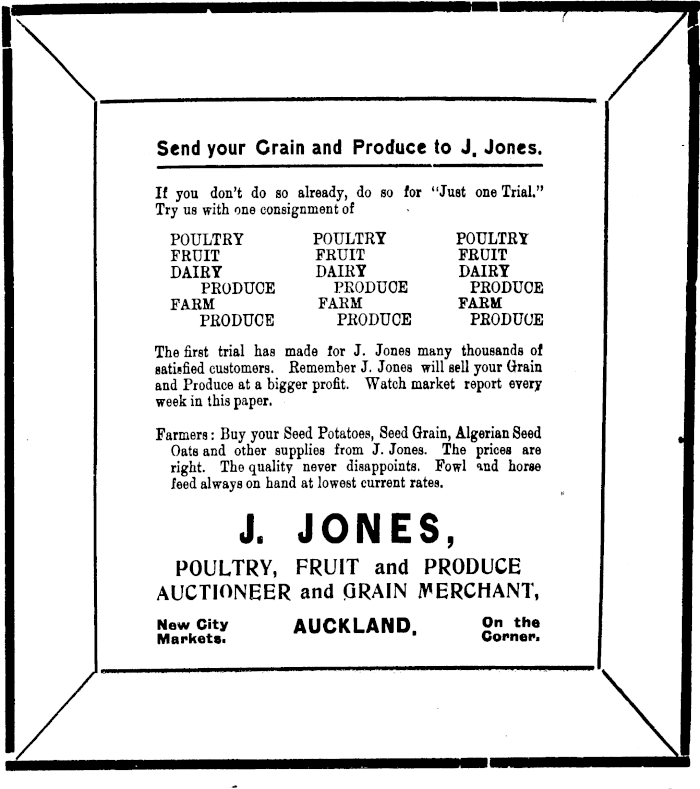 Send your Grain and Produce to J. Jones.
If you don't do so already, do so for "Just one Trial."
Try us with one consignment of
POULTRY POULTRY POULTRY
FRUIT FRUIT FRUIT
DAIRY DAIRY DAIRY
PRODUCE PRODUCE PRODUCE
FARM FARM FARM
PRODUCE PRODUCE PRODUCE
The first trial has made for J. Jones many thousands of
satisfied customers. Remember J. Jones will sell your Grain
and Produce at a bigger profit. Watch market report every
week in this paper.
Farmers: Buy your Seed Potatoes, Seed Grain, Algerian Seed
Oats and other supplies from J. Jones. The prices are
right. The quality never disappoints. Fowl and horse
feed always on hand at lowest current rates.
J. JONES,
POULTRY, FRUIT and PRODUCE
AUCTIONEER and GRAIN MERCHANT,
New City AUCKLAND, On the
Markets. Corner.